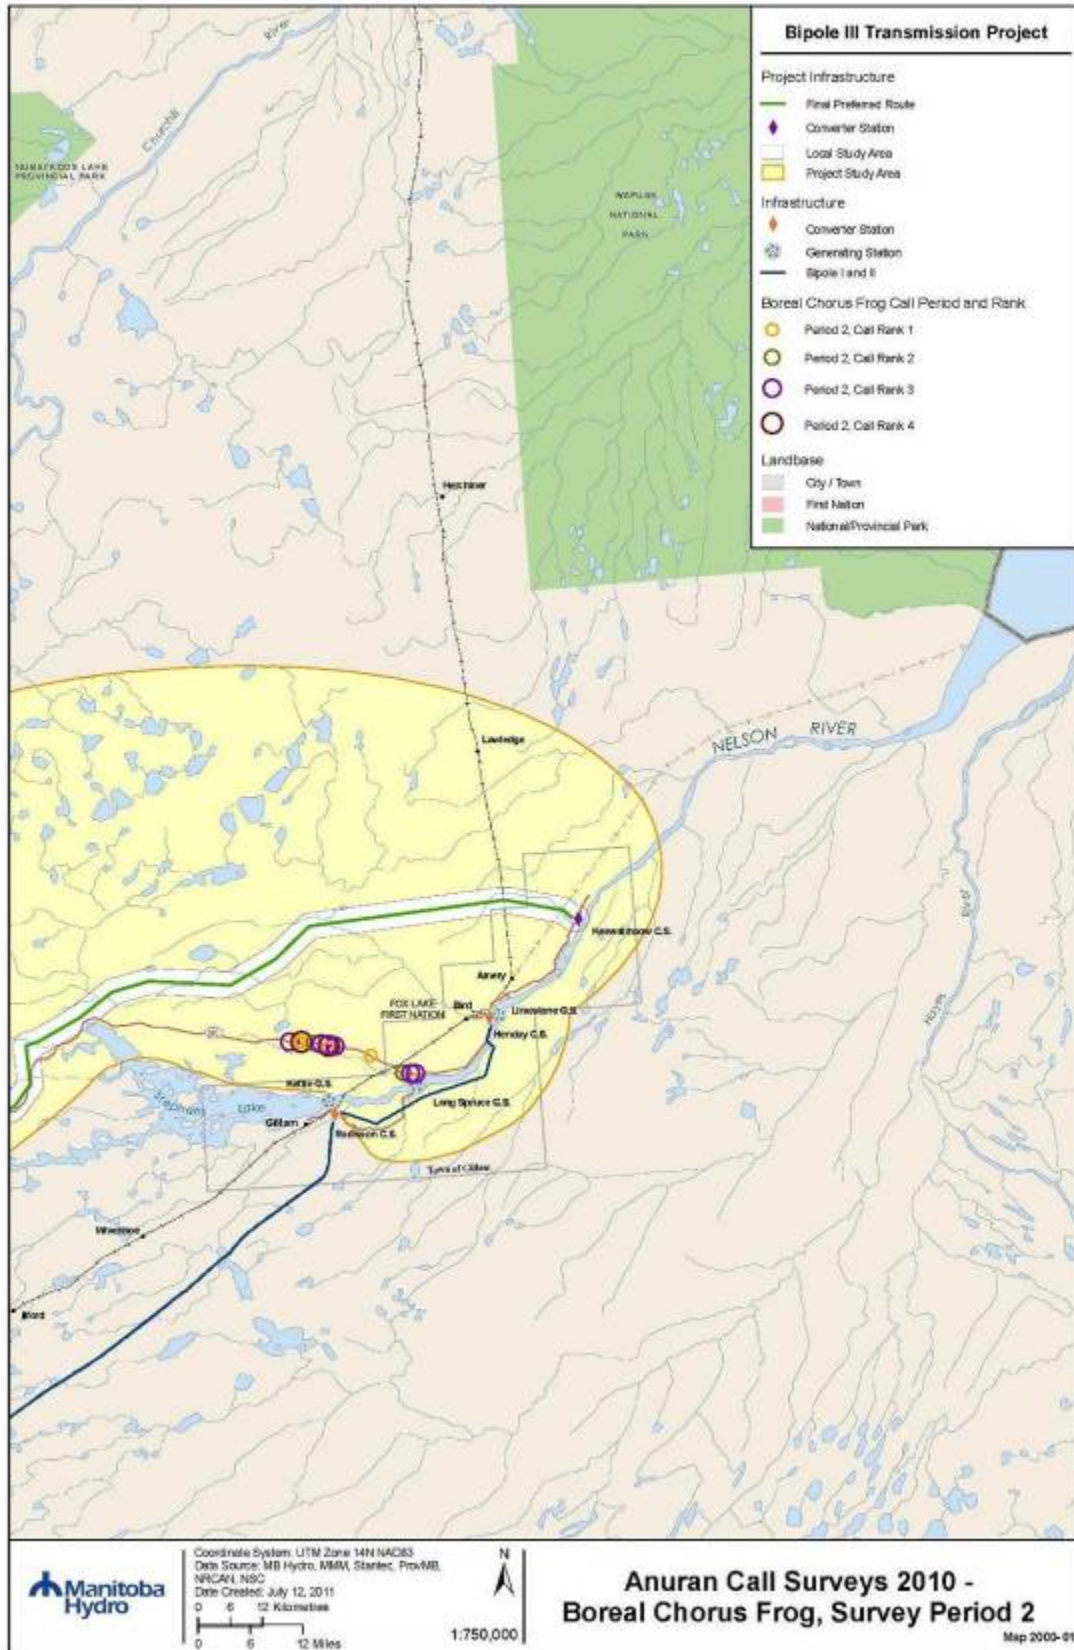 Bipole III Transmission Project
Project Infrastructure
Final Preferred Route
Converter Station
Local Study Area
Project Study Area
Infrastructure
Converter Station
Generating Station
Bipole I and II
Boreal Chorus Frog Call Period and Rank
Period 2, Call Rank 1
Period 2, Call Rank 2
Period 2, Call Rank 3
Period 2, Call Rank 4
Landbase
City / Town
First Nation
National/Provincial Park
River
Churchill
NUMAYKOOS LAKE
PROVINCIAL PARK
WAPUSK
NATIONAL
PARK
Herchmer
Lawledge
NELSON RIVER
Keewatinoow C.S.
Amery
FOX LAKE
FIRST NATION
Bird
Limestone G.S.
Henday C.S.
Kettle G.S.
Long Spruce G.S.
Stephens Lake
Gillam
Radisson C.S.
Town of Gillam
Ilford
Manitoba
Hydro
Coordinate System: UTM Zone 14N NAD83
Data Source: MB Hydro, MMM, Stantec, ProvMB,
NRCAN, NSC
Date Created: July 12, 2011
0 6 12 Kilometres
0 6 12 Miles
N
1:750,000
Anuran Call Surveys 2010 -
Boreal Chorus Frog, Survey Period 2